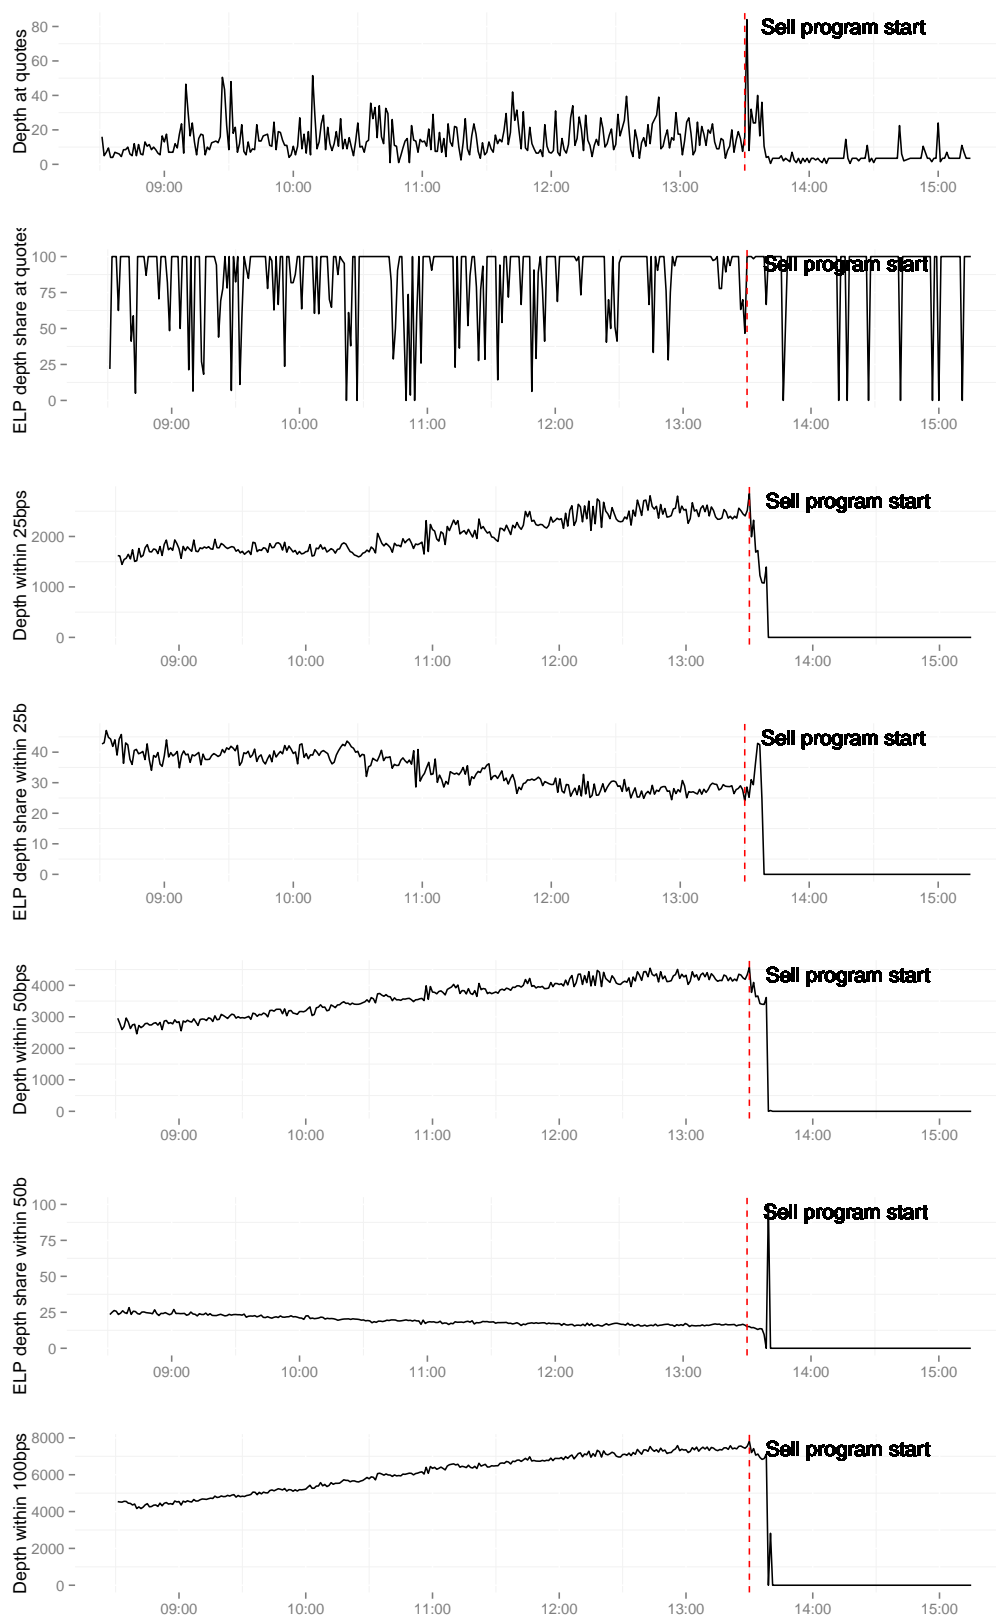 Depth at quotes
80
60
40
20
0
Sell program start
09:00 10:00 11:00 12:00 13:00 14:00 15:00
ELP depth share at quotes
100
75
50
25
0
Sell program start
09:00 10:00 11:00 12:00 13:00 14:00 15:00
Depth within 25bps
2000
1000
0
Sell program start
09:00 10:00 11:00 12:00 13:00 14:00 15:00
ELP depth share within 25b
40
30
20
10
0
Sell program start
09:00 10:00 11:00 12:00 13:00 14:00 15:00
Depth within 50bps
4000
3000
2000
1000
0
Sell program start
09:00 10:00 11:00 12:00 13:00 14:00 15:00
ELP depth share within 50b
100
75
50
25
0
Sell program start
09:00 10:00 11:00 12:00 13:00 14:00 15:00
Depth within 100bps
8000
6000
4000
2000
0
Sell program start
09:00 10:00 11:00 12:00 13:00 14:00 15:00